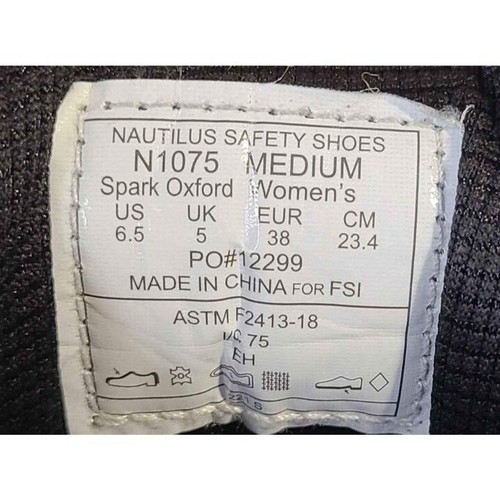 NAUTILUS SAFETY SHOES
N1075 MEDIUM
Spark Oxford Women's
US UK EUR CM
6.5 5 38 23.4
PO#12299
MADE IN CHINA FOR FSI
ASTM F2413-18
75
EH